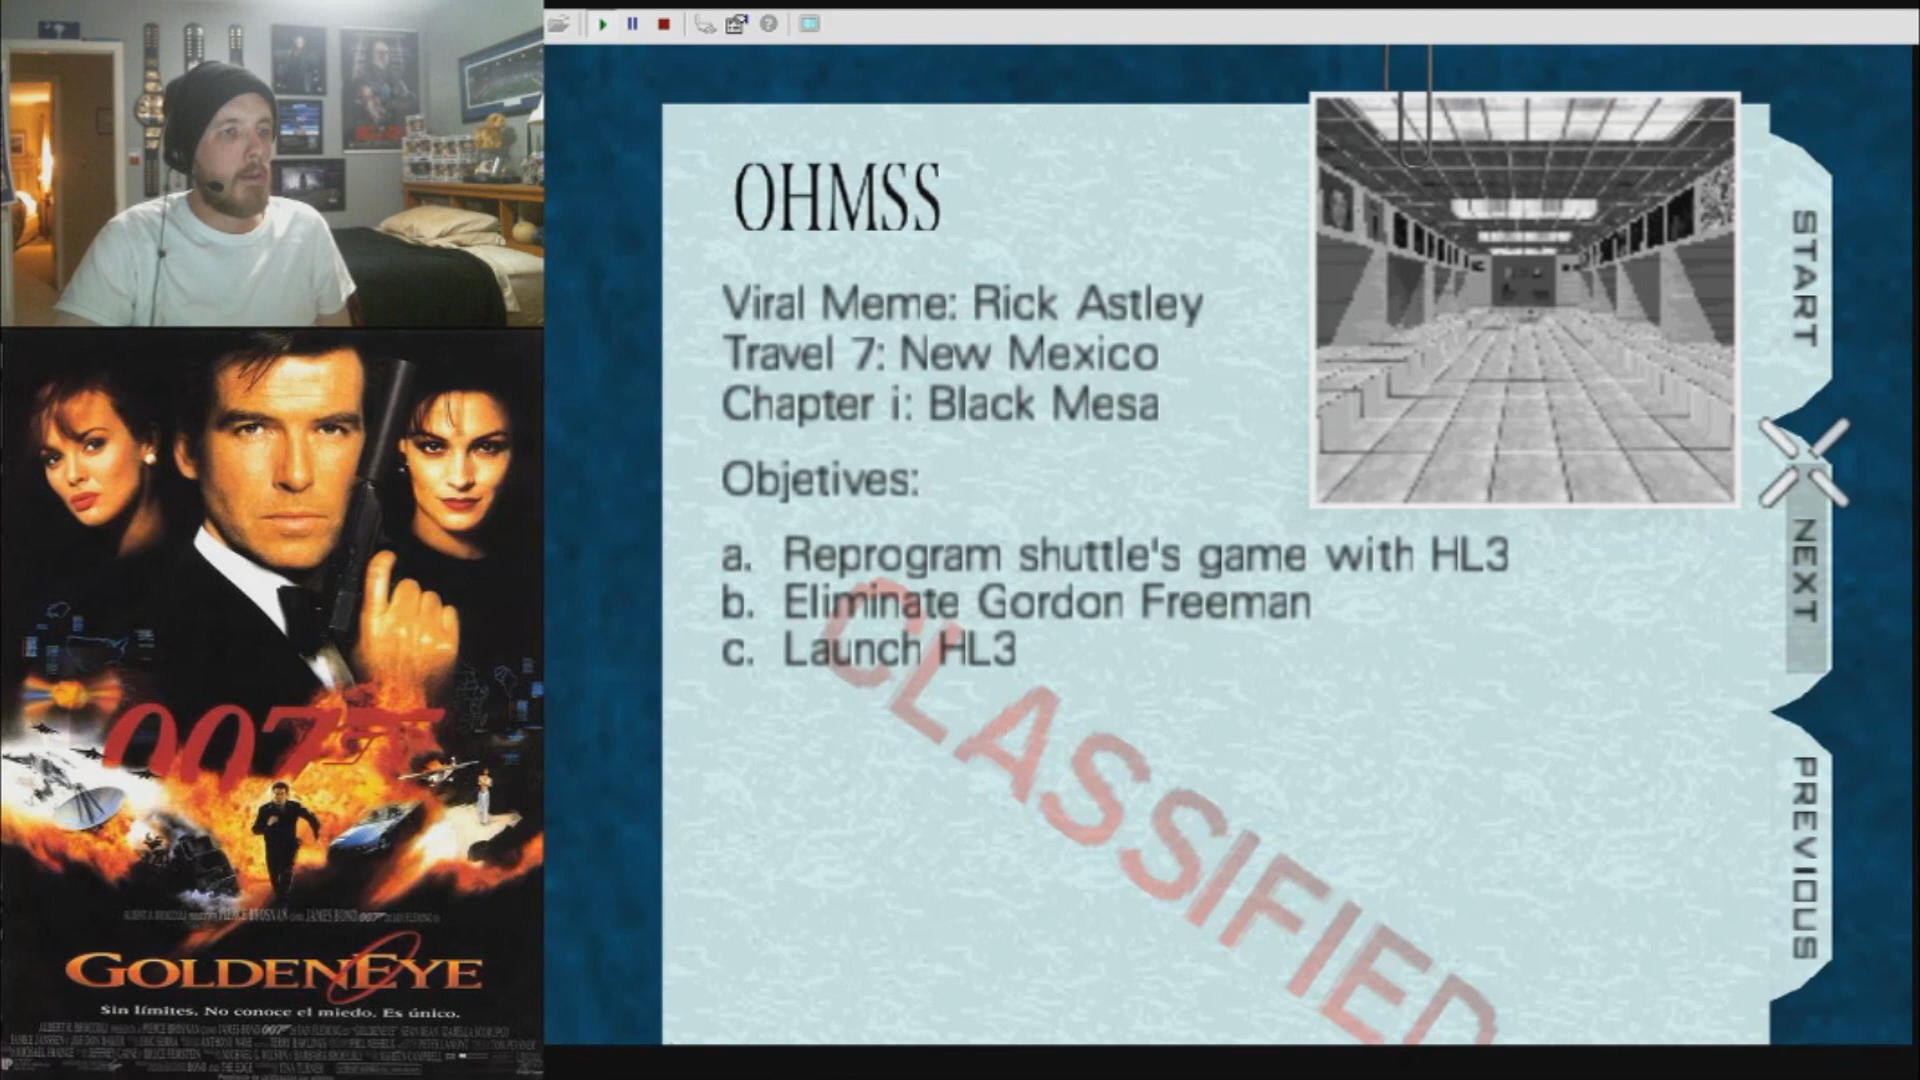 OHMSS
Viral Meme: Rick Astley
Travel 7: New Mexico
Chapter i: Black Mesa
Objetives:
a. Reprogram shuttle's game with HL3
b. Eliminate Gordon Freeman
c. Launch HL3
CLASSIFIED
START
NEXT
PREVIOUS
007
GOLDENEYE
Sin límites. No conoce el miedo. Es único.